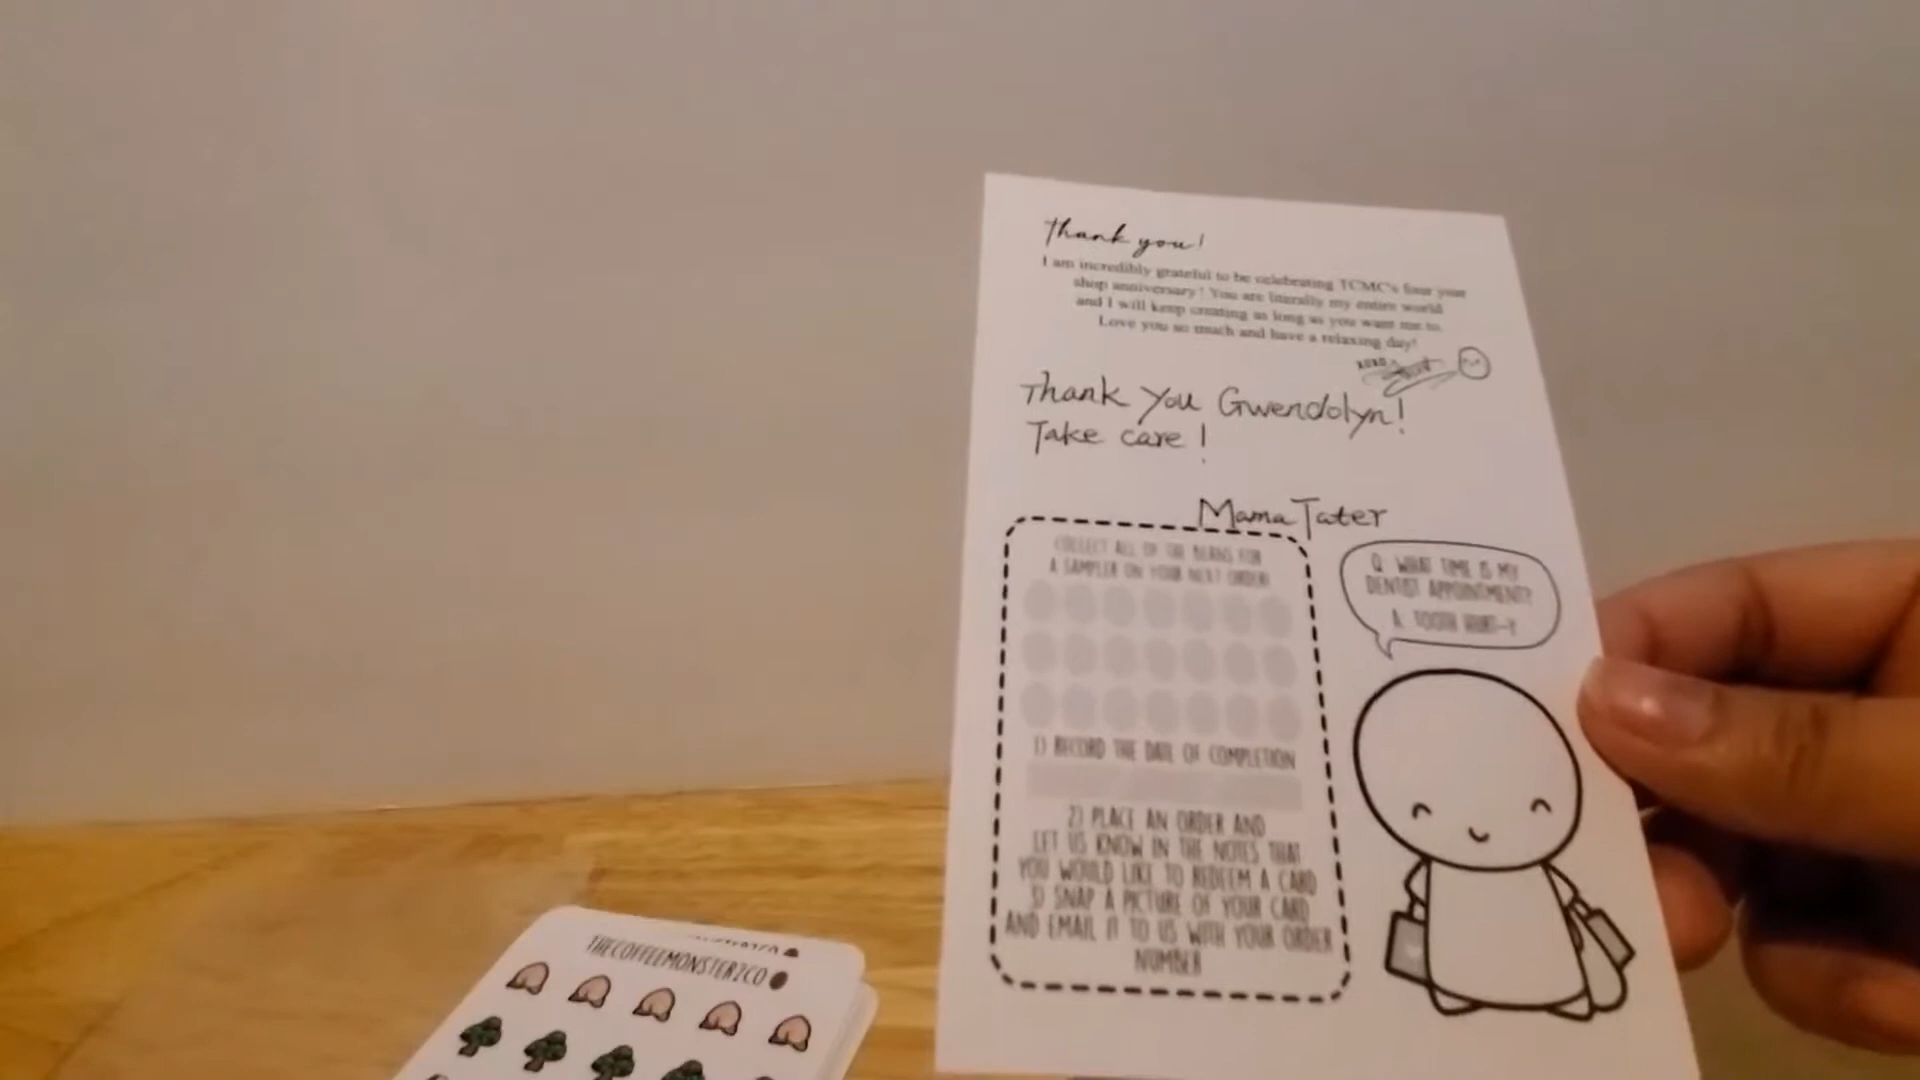 Thank you!
I am incredibly grateful to be celebrating TCMC's four year
shop anniversary! You are literally my entire world
and I will keep creating as long as you want me to.
Love you so much and have a relaxing day!
XOXO
Thank You Gwendolyn!
Take care!
Mama Tater
COLLECT ALL OF THE BEANS FOR
A SAMPLER ON YOUR NEXT ORDER!
1) RECORD THE DATE OF COMPLETION
2) PLACE AN ORDER AND
LET US KNOW IN THE NOTES THAT
YOU WOULD LIKE TO REDEEM A CARD
3) SNAP A PICTURE OF YOUR CARD
AND EMAIL IT TO US WITH YOUR ORDER
NUMBER
Q: WHAT TIME IS MY
DENTIST APPOINTMENT?
A: TOOTH HURT-Y
THECOFFEEMONSTERZCO